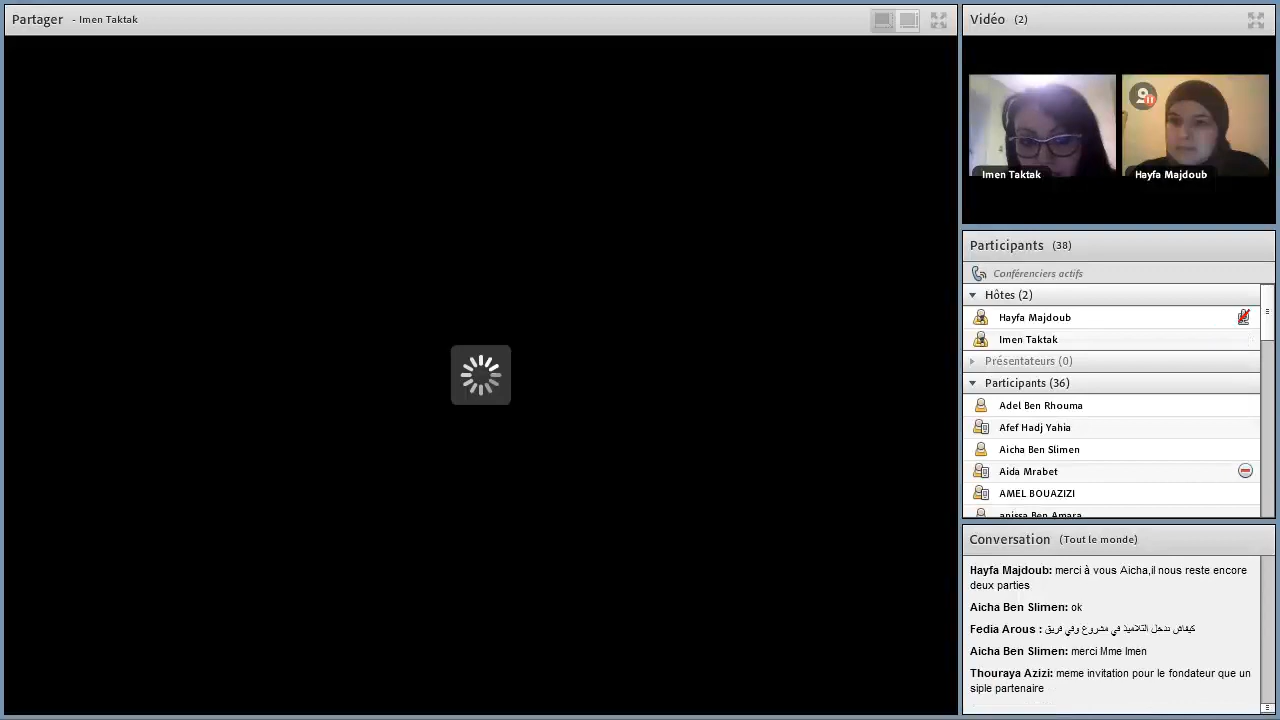 Partager - Imen Taktak
Vidéo (2)
Imen Taktak
Hayfa Majdoub
Participants (38)
Conférenciers actifs
Hôtes (2)
Hayfa Majdoub
Imen Taktak
Présentateurs (0)
Participants (36)
Adel Ben Rhouma
Afef Hadj Yahia
Aicha Ben Slimen
Aida Mrabet
AMEL BOUAZIZI
anissa Ben Amara
Conversation (Tout le monde)
Hayfa Majdoub: merci à vous Aicha,il nous reste encore
deux parties
Aicha Ben Slimen: ok
Fedia Arous : كيفاش ندخل التلاميذ في مشروع وفي فريق
Aicha Ben Slimen: merci Mme Imen
Thouraya Azizi: meme invitation pour le fondateur que un
siple partenaire